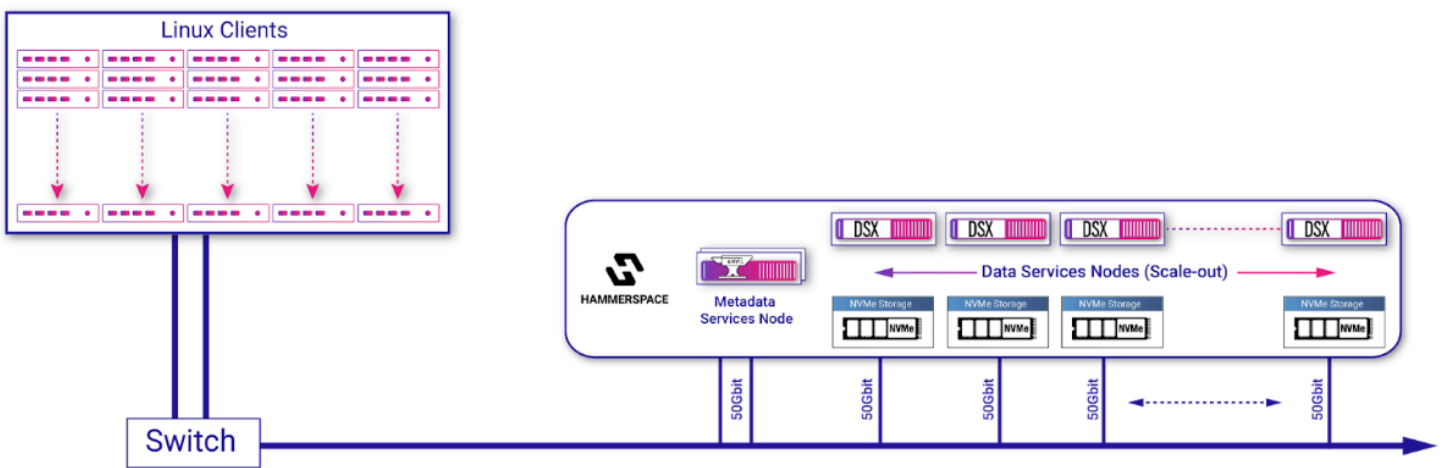 Linux Clients
DSX
DSX
DSX
DSX
ANVIL
Data Services Nodes (Scale-out)
HAMMERSPACE
Metadata
Services Node
NVMe Storage
NVMe Storage
NVMe Storage
NVMe Storage
NVMe
NVMe
NVMe
NVMe
50Gbit
50Gbit
50Gbit
50Gbit
50Gbit
Switch